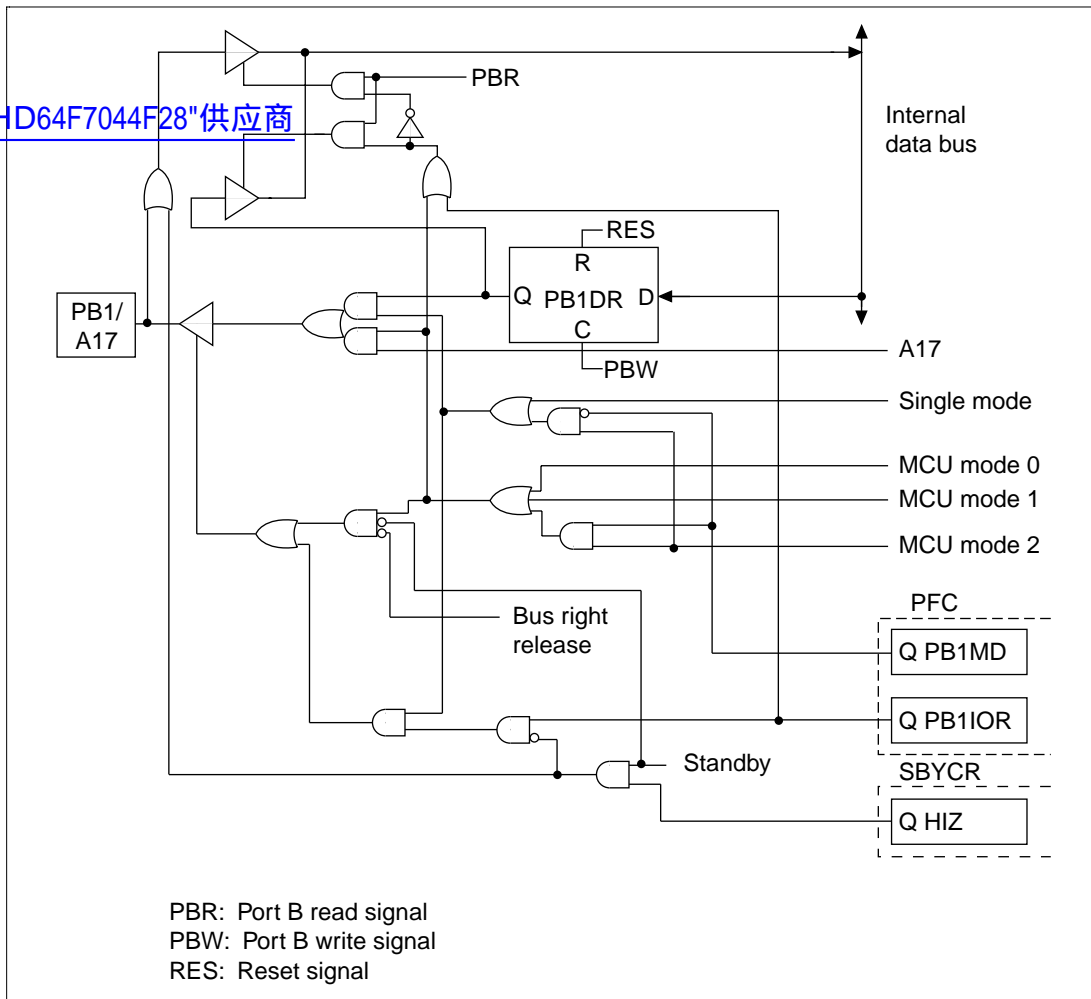 PBR
HD64F7044F28"供应商
Internal
data bus
RES
R
Q PB1DR D
C
PBW
PB1/
A17
A17
Single mode
MCU mode 0
MCU mode 1
MCU mode 2
Bus right
release
PFC
Q PB1MD
Q PB1IOR
Standby
SBYCR
Q HIZ
PBR: Port B read signal
PBW: Port B write signal
RES: Reset signal